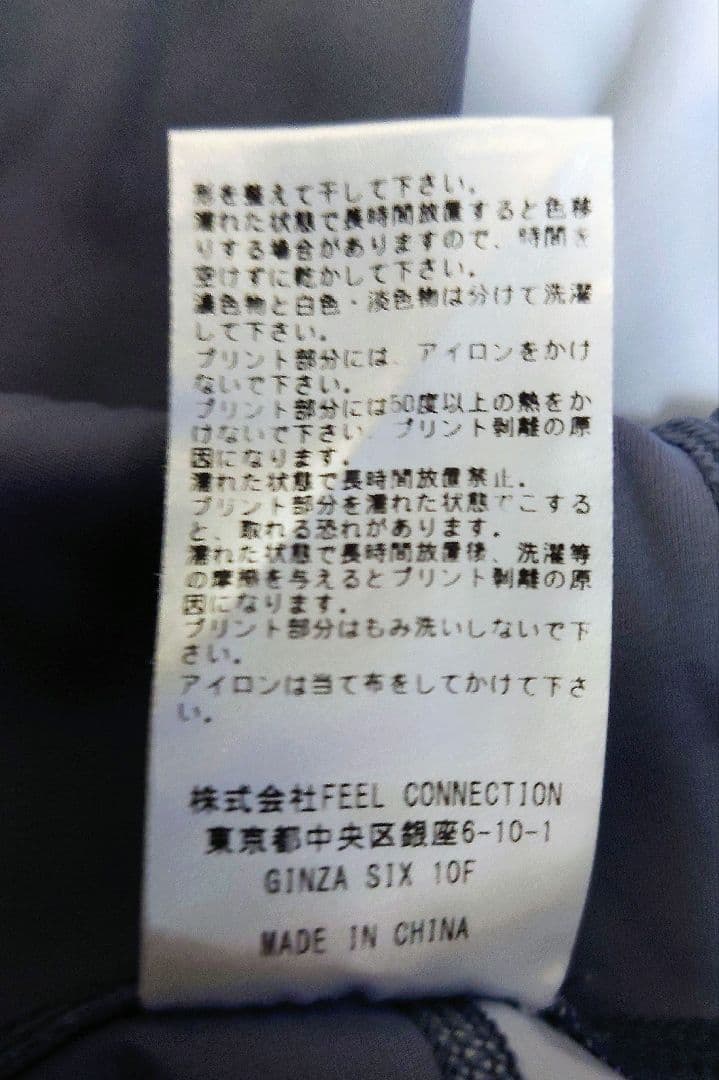 形を整えて干して下さい。
濡れた状態で長時間放置すると色移
りする場合がありますので、時間を
空けずに乾かして下さい。
濃色物と白色・淡色物は分けて洗濯
して下さい。
プリント部分には、アイロンをかけ
ないで下さい。
プリント部分には50度以上の熱をか
けないで下さい。プリント剥離の原
因になります。
濡れた状態で長時間放置禁止.
プリント部分を濡れた状態でこする
と、取れる恐れがあります。
濡れた状態で長時間放置後、洗濯等
の摩擦を与えるとプリント剥離の原
因になります。
プリント部分はもみ洗いしないで下
さい。
アイロンは当て布をしてかけて下さ
い。
株式会社FEEL CONNECTION
東京都中央区銀座6-10-1
GINZA SIX 10F
MADE IN CHINA